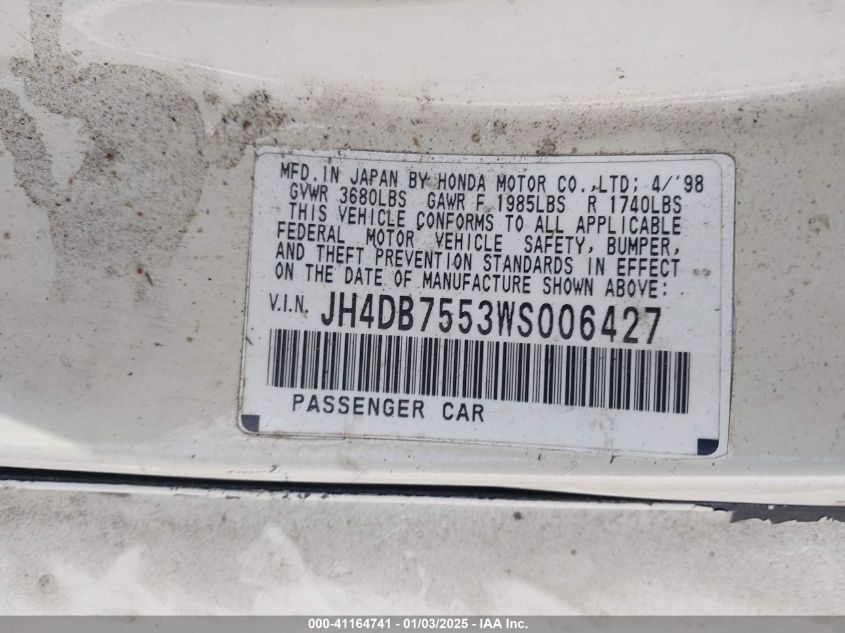 MFD. IN JAPAN BY HONDA MOTOR CO.,LTD; 4/'98
GVWR 3680LBS GAWR F 1985LBS R 1740LBS
THIS VEHICLE CONFORMS TO ALL APPLICABLE
FEDERAL MOTOR VEHICLE SAFETY, BUMPER,
AND THEFT PREVENTION STANDARDS IN EFFECT
ON THE DATE OF MANUFACTURE SHOWN ABOVE:
V.I.N. JH4DB7553WS006427
PASSENGER CAR
000-41164741 - 01/03/2025 - IAA Inc.